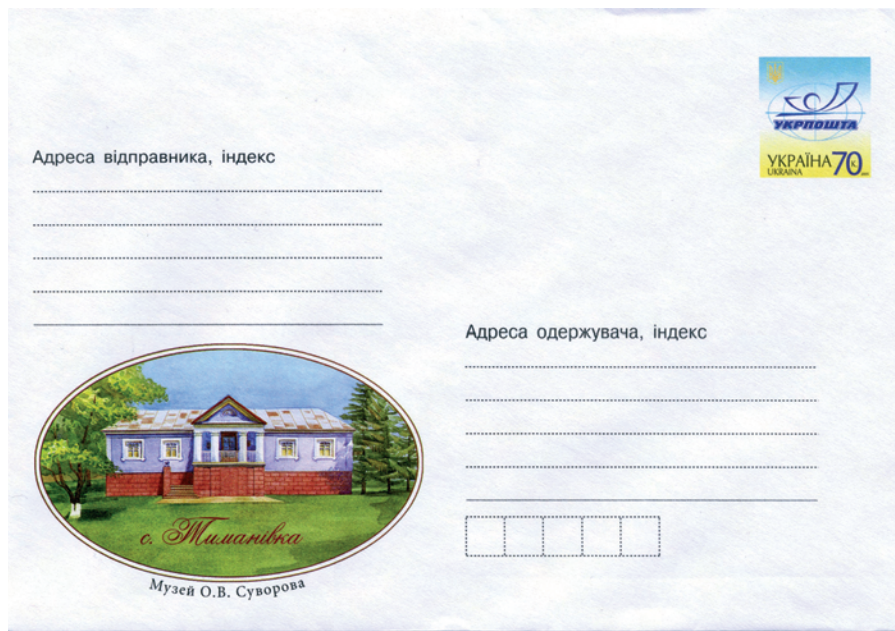 УКРПОШТА
УКРАЇНА 70 к.
UKRAINA
Адреса відправника, індекс
Адреса одержувача, індекс
с. Тиманівка
Музей О.В. Суворова